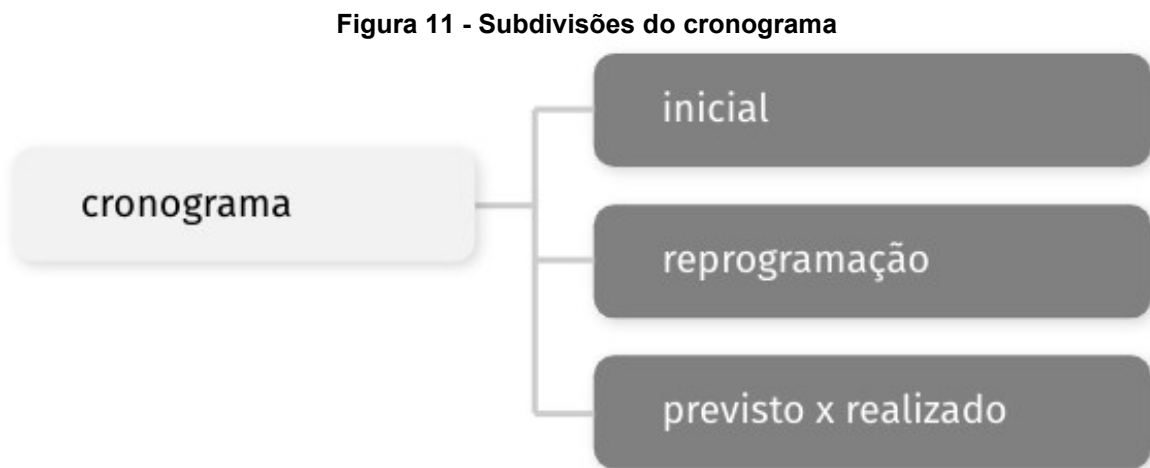 Figura 11 - Subdivisões do cronograma
inicial
cronograma
reprogramação
previsto x realizado